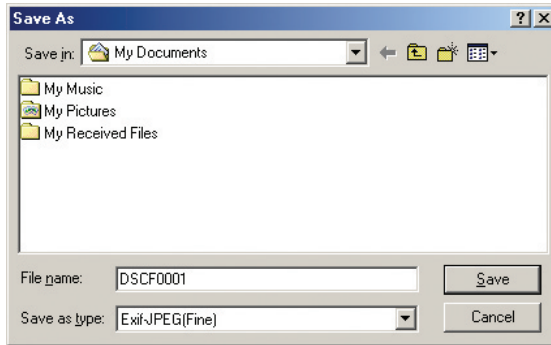 Save As
Save in: My Documents
My Music
My Pictures
My Received Files
File name: DSCF0001 Save
Save as type: Exif-JPEG(Fine) Cancel